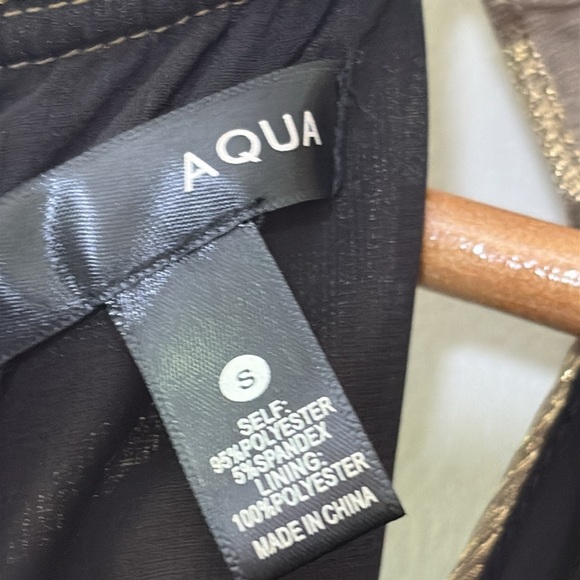 AQUA
S
SELF:
95%POLYESTER
5%SPANDEX
LINING:
100%POLYESTER
MADE IN CHINA